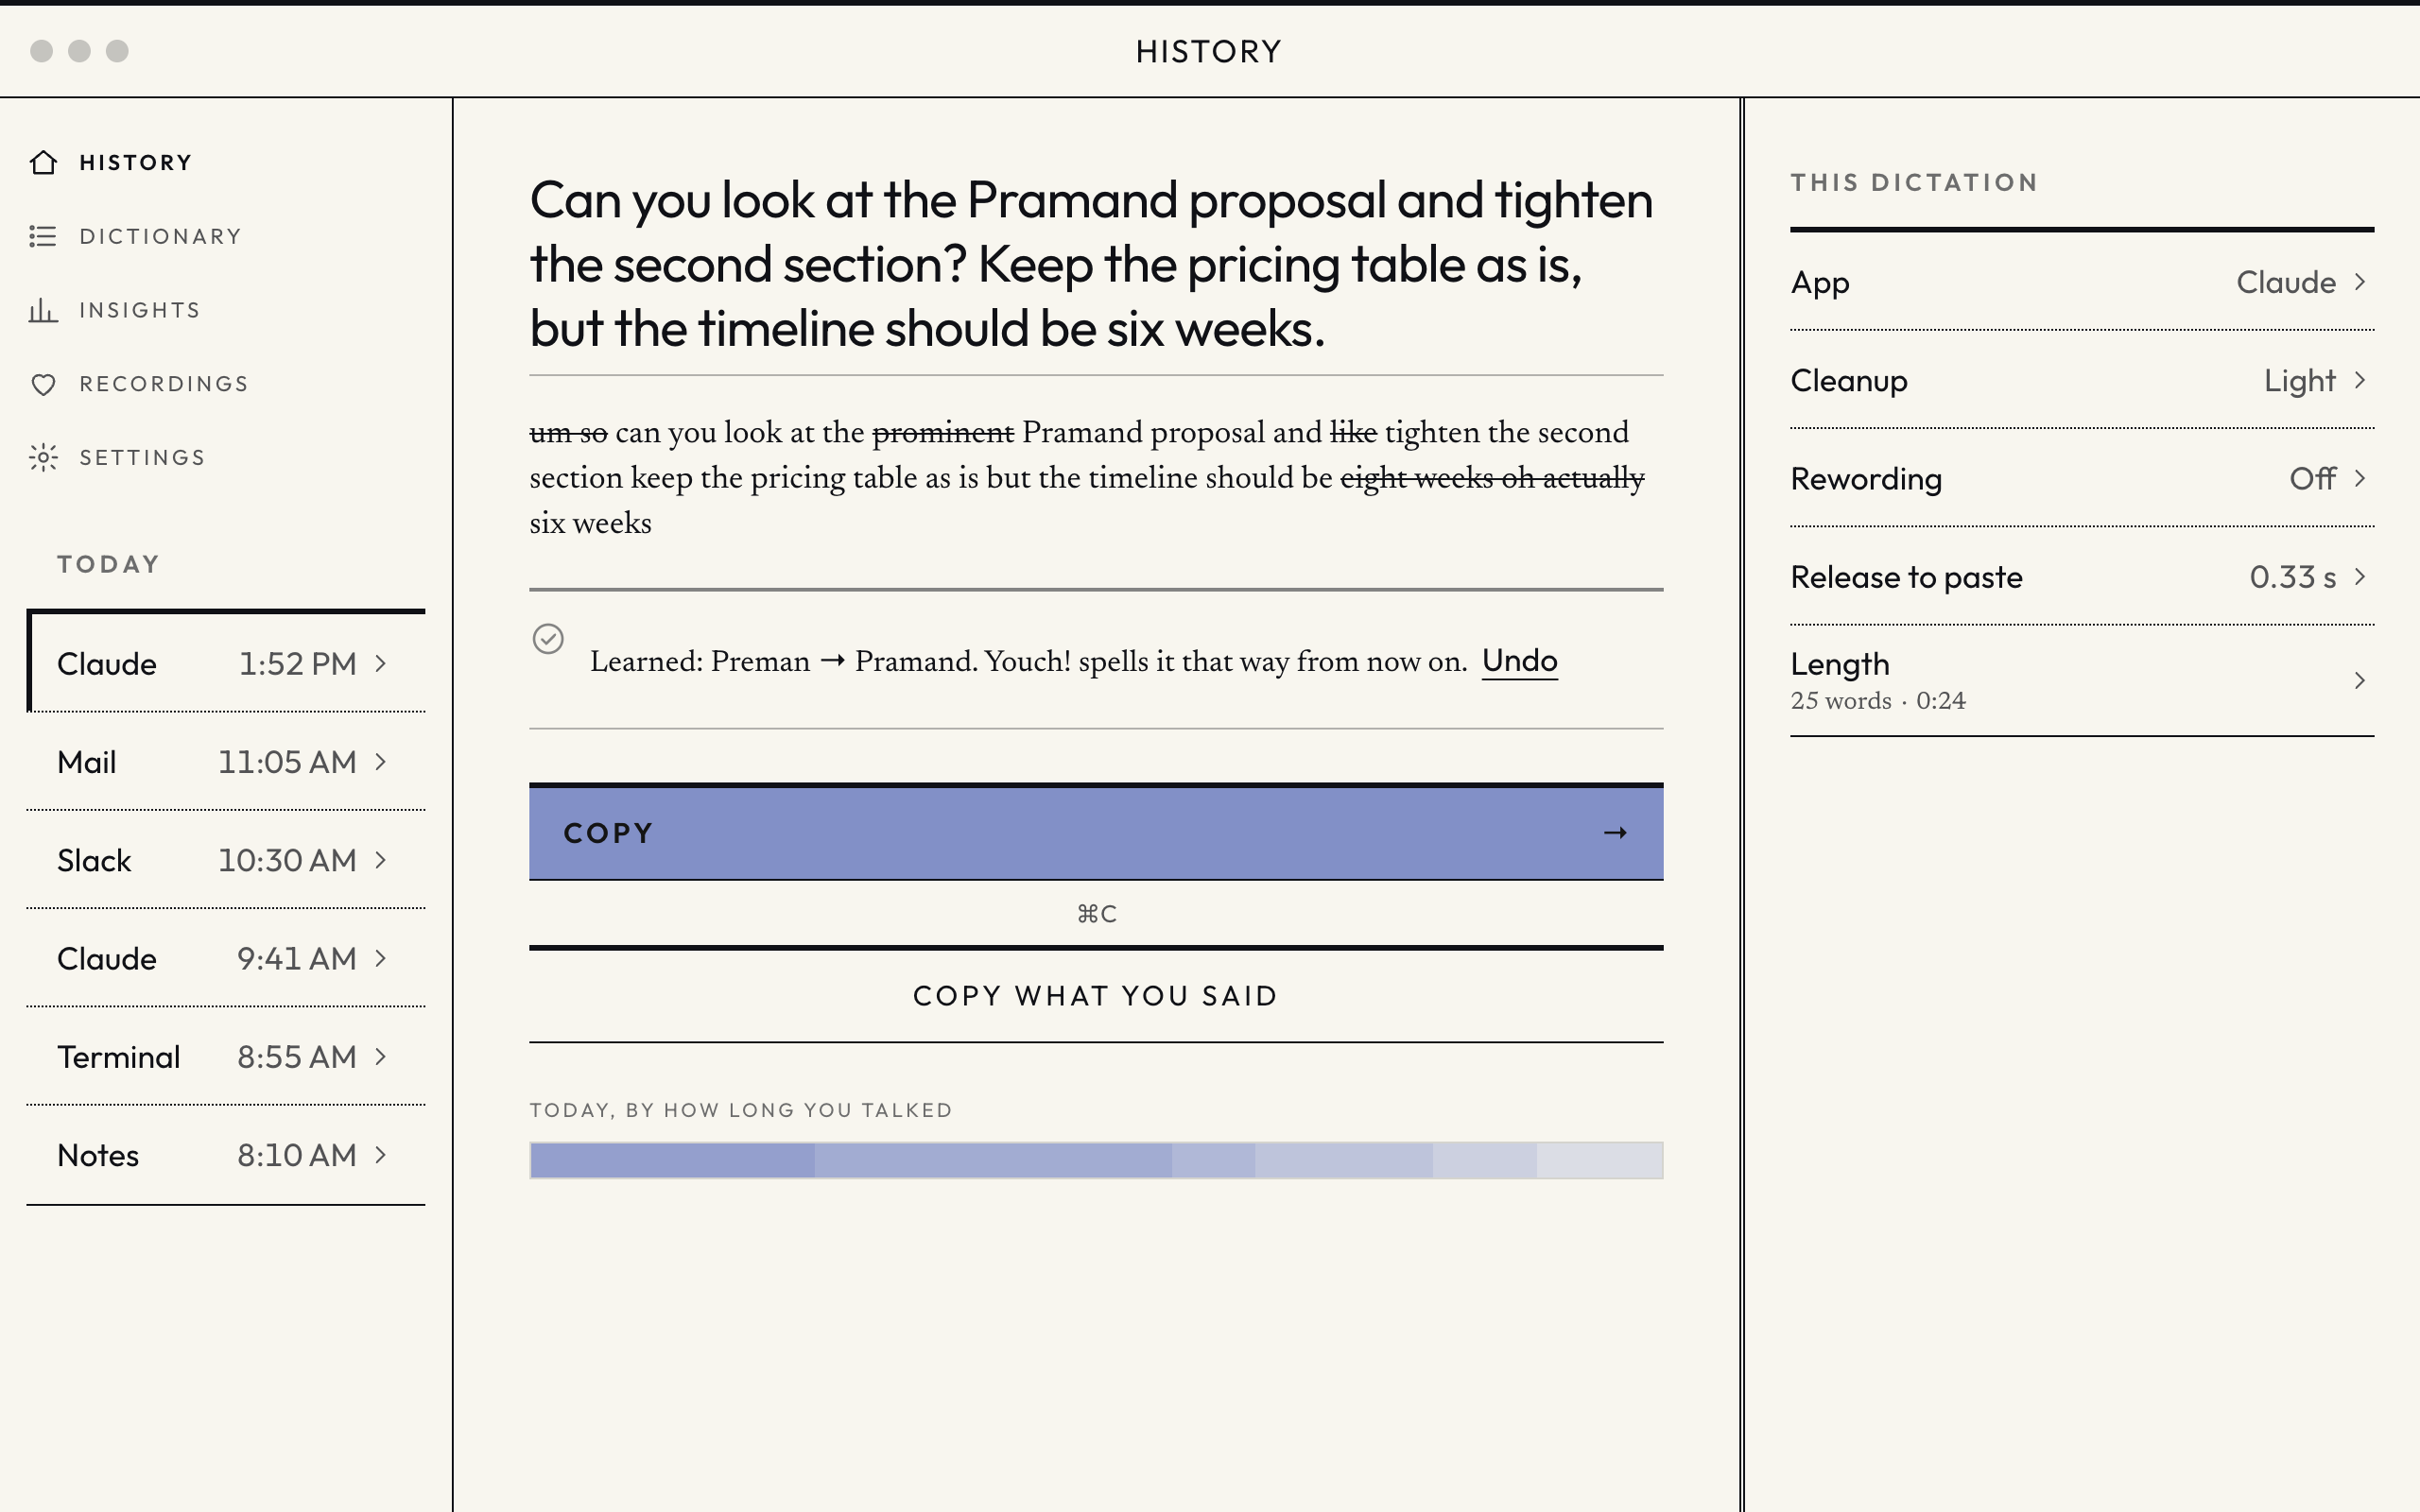 HISTORY
HISTORY
DICTIONARY
INSIGHTS
RECORDINGS
SETTINGS
TODAY
Claude 1:52 PM
Mail 11:05 AM
Slack 10:30 AM
Claude 9:41 AM
Terminal 8:55 AM
Notes 8:10 AM
Can you look at the Pramand proposal and tighten
the second section? Keep the pricing table as is,
but the timeline should be six weeks.
um so can you look at the prominent Pramand proposal and like tighten the second
section keep the pricing table as is but the timeline should be eight weeks oh actually
six weeks
Learned: Preman → Pramand. Youch! spells it that way from now on. Undo
COPY →
⌘C
COPY WHAT YOU SAID
TODAY, BY HOW LONG YOU TALKED
THIS DICTATION
App Claude
Cleanup Light
Rewording Off
Release to paste 0.33 s
Length
25 words · 0:24